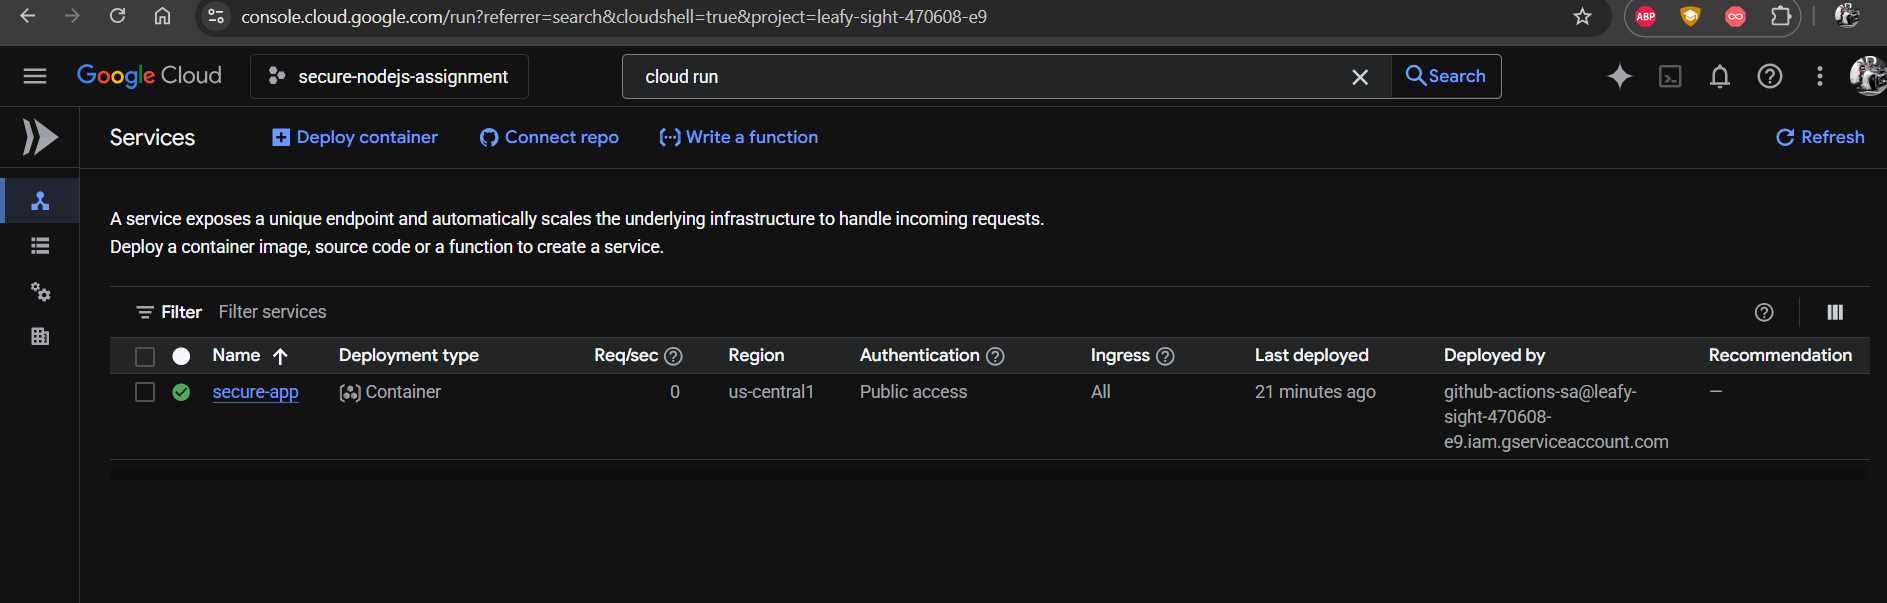 console.cloud.google.com/run?referrer=search&cloudshell=true&project=leafy-sight-470608-e9
ABP
Google Cloud
secure-nodejs-assignment
cloud run
Search
Services
Deploy container
Connect repo
Write a function
Refresh
A service exposes a unique endpoint and automatically scales the underlying infrastructure to handle incoming requests.
Deploy a container image, source code or a function to create a service.
Filter Filter services
Name Deployment type Req/sec Region Authentication Ingress Last deployed Deployed by Recommendation
secure-app Container 0 us-central1 Public access All 21 minutes ago github-actions-sa@leafy- —
sight-470608-
e9.iam.gserviceaccount.com